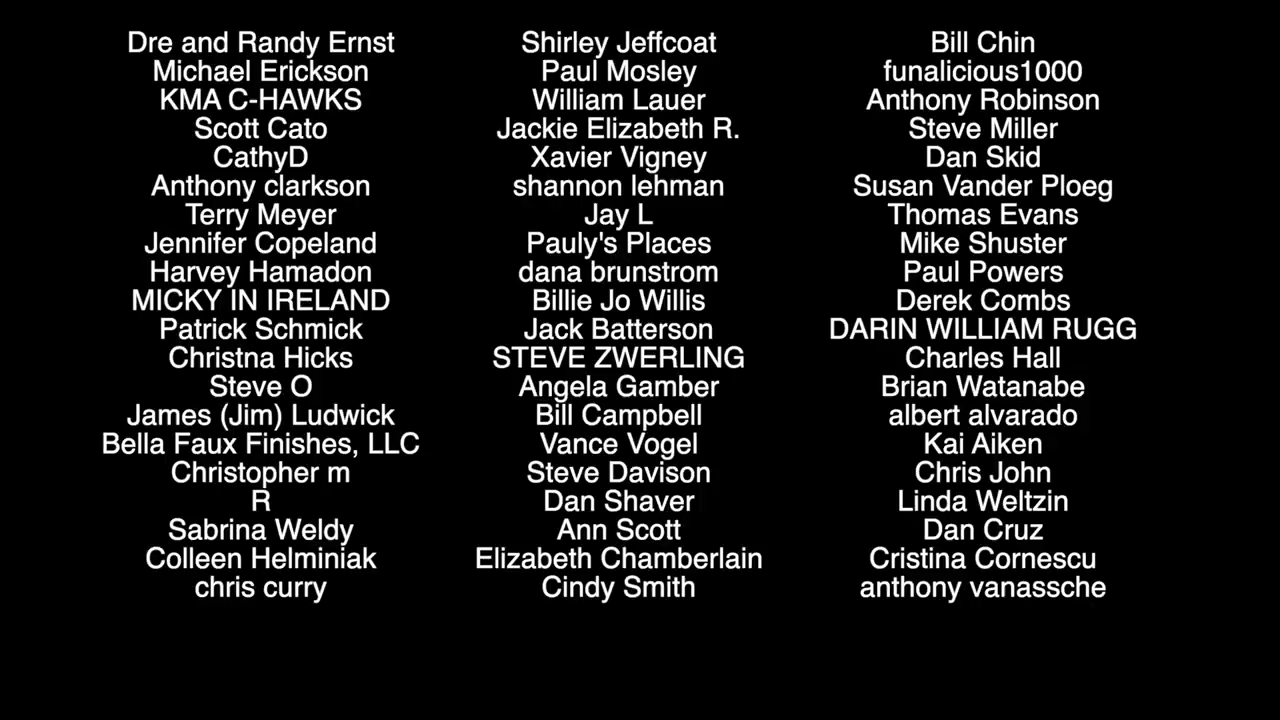 Dre and Randy Ernst
Michael Erickson
KMA C-HAWKS
Scott Cato
CathyD
Anthony clarkson
Terry Meyer
Jennifer Copeland
Harvey Hamadon
MICKY IN IRELAND
Patrick Schmick
Christna Hicks
Steve O
James (Jim) Ludwick
Bella Faux Finishes, LLC
Christopher m
R
Sabrina Weldy
Colleen Helminiak
chris curry
Shirley Jeffcoat
Paul Mosley
William Lauer
Jackie Elizabeth R.
Xavier Vigney
shannon lehman
Jay L
Pauly's Places
dana brunstrom
Billie Jo Willis
Jack Batterson
STEVE ZWERLING
Angela Gamber
Bill Campbell
Vance Vogel
Steve Davison
Dan Shaver
Ann Scott
Elizabeth Chamberlain
Cindy Smith
Bill Chin
funalicious1000
Anthony Robinson
Steve Miller
Dan Skid
Susan Vander Ploeg
Thomas Evans
Mike Shuster
Paul Powers
Derek Combs
DARIN WILLIAM RUGG
Charles Hall
Brian Watanabe
albert alvarado
Kai Aiken
Chris John
Linda Weltzin
Dan Cruz
Cristina Cornescu
anthony vanassche